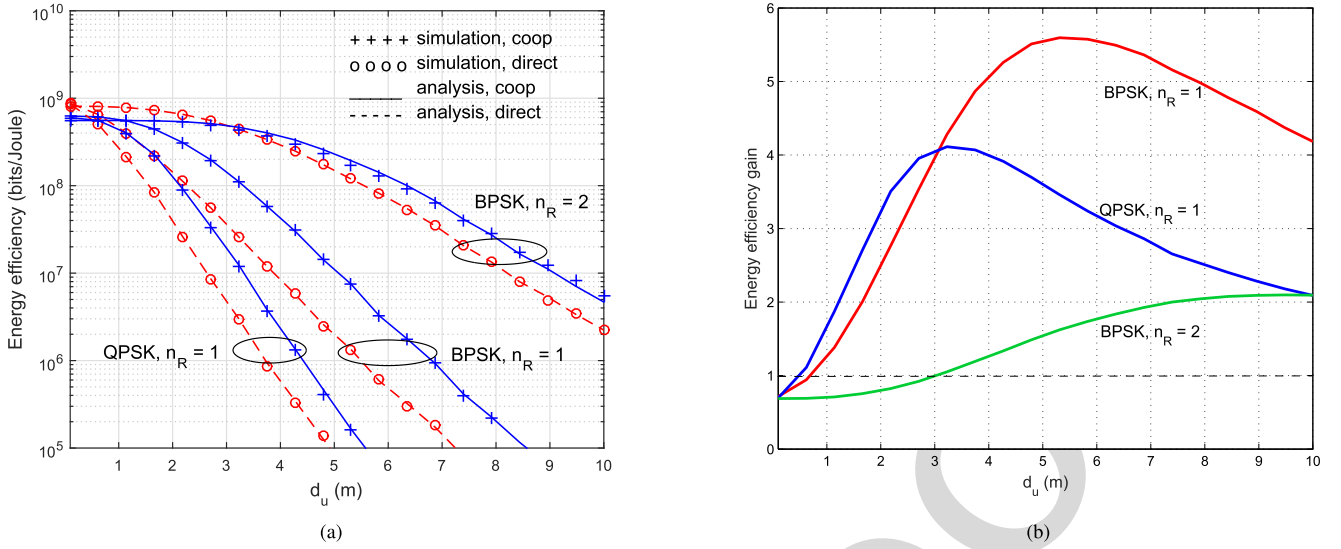 10^10
10^9
10^8
10^7
10^6
10^5
Energy efficiency (bits/Joule)
+ + + + simulation, coop
o o o o simulation, direct
analysis, coop
analysis, direct
BPSK, n_R = 2
QPSK, n_R = 1
BPSK, n_R = 1
1 2 3 4 5 6 7 8 9 10
d_u (m)
(a)
6
5
4
3
2
1
0
Energy efficiency gain
BPSK, n_R = 1
QPSK, n_R = 1
BPSK, n_R = 2
1 2 3 4 5 6 7 8 9 10
d_u (m)
(b)